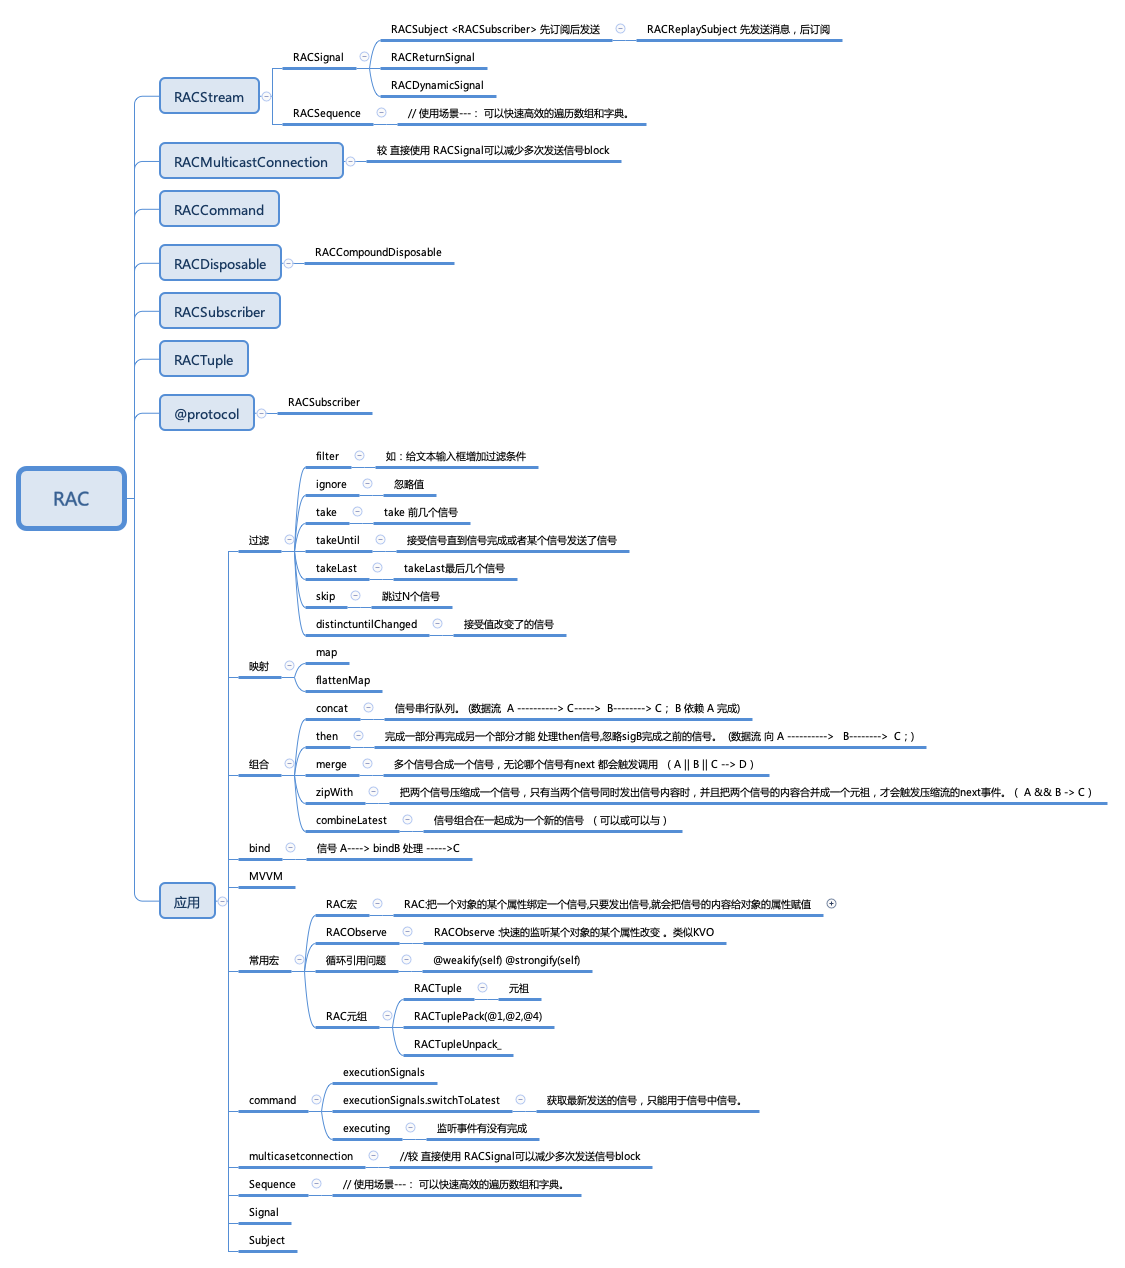 RAC
RACStream
RACSignal
RACSubject <RACSubscriber> 先订阅后发送
RACReplaySubject 先发送消息，后订阅
RACReturnSignal
RACDynamicSignal
RACSequence
// 使用场景---： 可以快速高效的遍历数组和字典。
RACMulticastConnection
较 直接使用 RACSignal可以减少多次发送信号block
RACCommand
RACDisposable
RACCompoundDisposable
RACSubscriber
RACTuple
@protocol
RACSubscriber
应用
过滤
filter
如：给文本输入框增加过滤条件
ignore
忽略值
take
take 前几个信号
takeUntil
接受信号直到信号完成或者某个信号发送了信号
takeLast
takeLast最后几个信号
skip
跳过N个信号
distinctuntilChanged
接受值改变了的信号
映射
map
flattenMap
组合
concat
信号串行队列。 (数据流 A ----------> C-----> B--------> C； B 依赖 A 完成)
then
完成一部分再完成另一个部分才能 处理then信号,忽略sigB完成之前的信号。 (数据流 向 A ----------> B--------> C；)
merge
多个信号合成一个信号，无论哪个信号有next 都会触发调用 （ A || B || C --> D ）
zipWith
把两个信号压缩成一个信号，只有当两个信号同时发出信号内容时，并且把两个信号的内容合并成一个元祖，才会触发压缩流的next事件。（ A && B -> C ）
combineLatest
信号组合在一起成为一个新的信号 （ 可以或可以与 ）
bind
信号 A----> bindB 处理 ----->C
MVVM
常用宏
RAC宏
RAC:把一个对象的某个属性绑定一个信号,只要发出信号,就会把信号的内容给对象的属性赋值
RACObserve
RACObserve :快速的监听某个对象的某个属性改变 。类似KVO
循环引用问题
@weakify(self) @strongify(self)
RAC元组
RACTuple
元祖
RACTuplePack(@1,@2,@4)
RACTupleUnpack_
command
executionSignals
executionSignals.switchToLatest
获取最新发送的信号，只能用于信号中信号。
executing
监听事件有没有完成
multicasetconnection
//较 直接使用 RACSignal可以减少多次发送信号block
Sequence
// 使用场景---： 可以快速高效的遍历数组和字典。
Signal
Subject